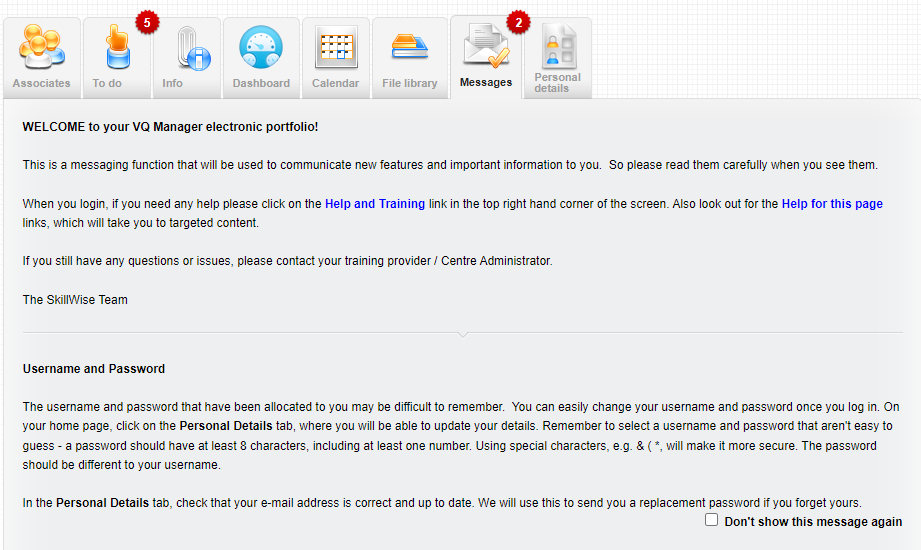 5
2
Associates
To do
Info
Dashboard
Calendar
File library
Messages
Personal
details
WELCOME to your VQ Manager electronic portfolio!
This is a messaging function that will be used to communicate new features and important information to you.  So please read them carefully when you see them.
When you login, if you need any help please click on the Help and Training link in the top right hand corner of the screen. Also look out for the Help for this page
links, which will take you to targeted content.
If you still have any questions or issues, please contact your training provider / Centre Administrator.
The SkillWise Team
Username and Password
The username and password that have been allocated to you may be difficult to remember.  You can easily change your username and password once you log in. On
your home page, click on the Personal Details tab, where you will be able to update your details. Remember to select a username and password that aren't easy to
guess - a password should have at least 8 characters, including at least one number. Using special characters, e.g. & ( *, will make it more secure. The password
should be different to your username.
In the Personal Details tab, check that your e-mail address is correct and up to date. We will use this to send you a replacement password if you forget yours.
Don't show this message again